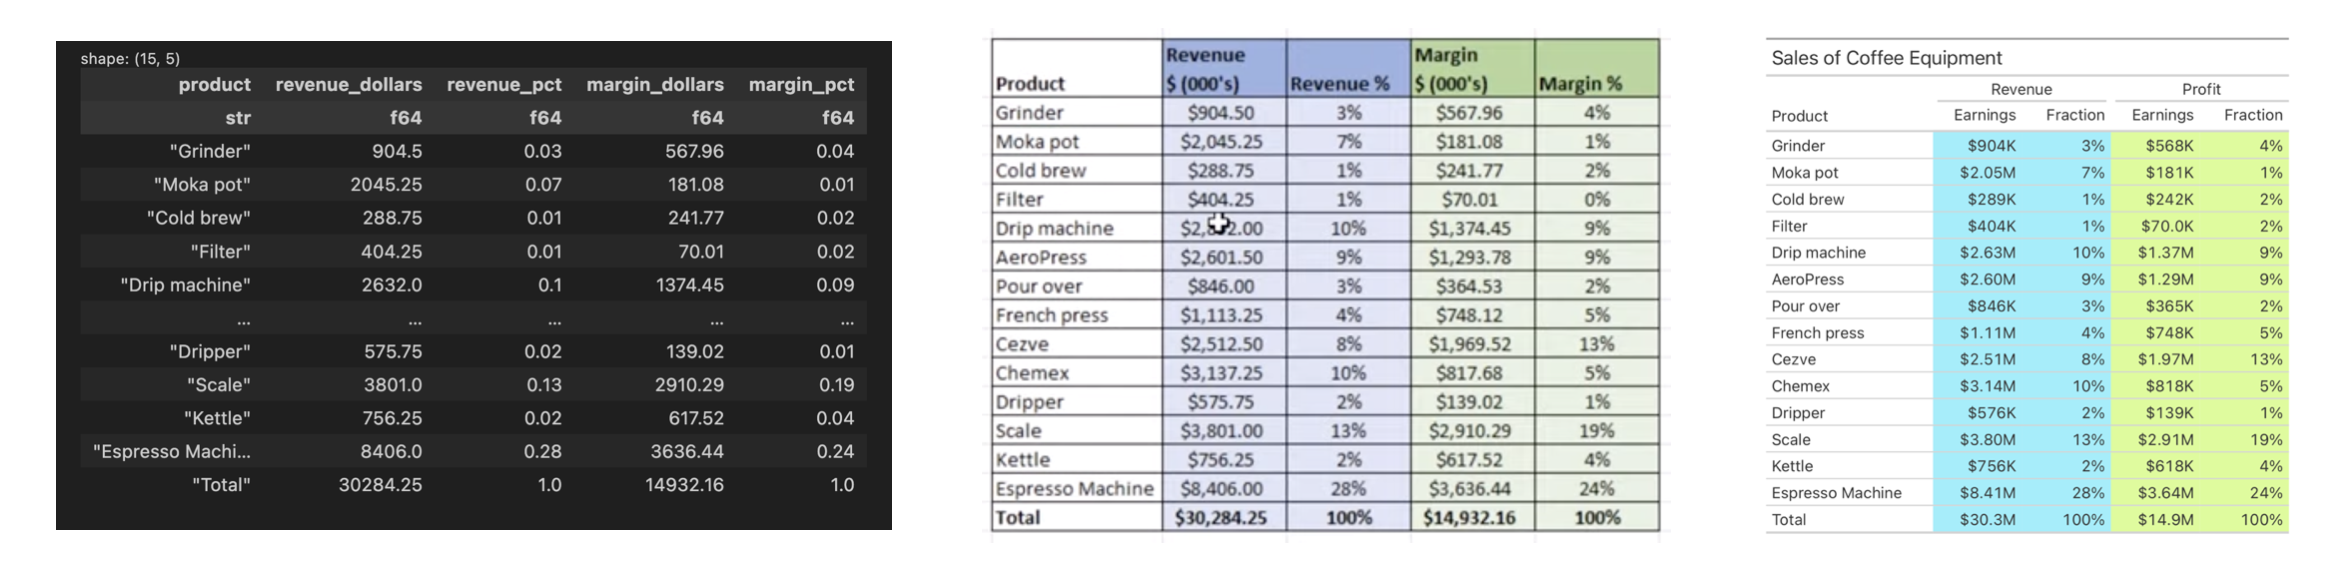 shape: (15, 5)
product revenue_dollars revenue_pct margin_dollars margin_pct
str f64 f64 f64 f64
"Grinder" 904.5 0.03 567.96 0.04
"Moka pot" 2045.25 0.07 181.08 0.01
"Cold brew" 288.75 0.01 241.77 0.02
"Filter" 404.25 0.01 70.01 0.02
"Drip machine" 2632.0 0.1 1374.45 0.09
... ... ... ... ...
"Dripper" 575.75 0.02 139.02 0.01
"Scale" 3801.0 0.13 2910.29 0.19
"Kettle" 756.25 0.02 617.52 0.04
"Espresso Machi... 8406.0 0.28 3636.44 0.24
"Total" 30284.25 1.0 14932.16 1.0
Revenue Margin
Product $ (000's) Revenue % $ (000's) Margin %
Grinder $904.50 3% $567.96 4%
Moka pot $2,045.25 7% $181.08 1%
Cold brew $288.75 1% $241.77 2%
Filter $404.25 1% $70.01 0%
Drip machine 10% $1,374.45 9%
AeroPress $2,601.50 9% $1,293.78 9%
Pour over $846.00 3% $364.53 2%
French press $1,113.25 4% $748.12 5%
Cezve $2,512.50 8% $1,969.52 13%
Chemex $3,137.25 10% $817.68 5%
Dripper $575.75 2% $139.02 1%
Scale $3,801.00 13% $2,910.29 19%
Kettle $756.25 2% $617.52 4%
Espresso Machine $8,406.00 28% $3,636.44 24%
Total $30,284.25 100% $14,932.16 100%
Sales of Coffee Equipment
Revenue Profit
Product Earnings Fraction Earnings Fraction
Grinder $904K 3% $568K 4%
Moka pot $2.05M 7% $181K 1%
Cold brew $289K 1% $242K 2%
Filter $404K 1% $70.0K 2%
Drip machine $2.63M 10% $1.37M 9%
AeroPress $2.60M 9% $1.29M 9%
Pour over $846K 3% $365K 2%
French press $1.11M 4% $748K 5%
Cezve $2.51M 8% $1.97M 13%
Chemex $3.14M 10% $818K 5%
Dripper $576K 2% $139K 1%
Scale $3.80M 13% $2.91M 19%
Kettle $756K 2% $618K 4%
Espresso Machine $8.41M 28% $3.64M 24%
Total $30.3M 100% $14.9M 100%